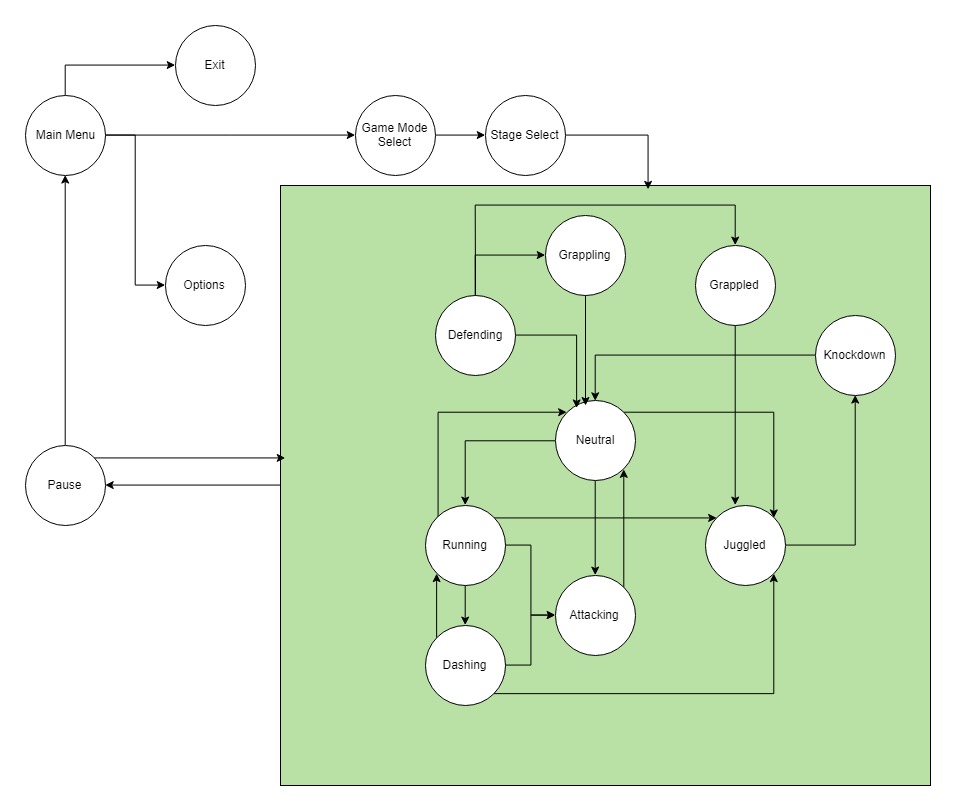 Exit
Main Menu
Game Mode
Select
Stage Select
Grappling
Options
Grappled
Defending
Knockdown
Neutral
Pause
Running
Juggled
Attacking
Dashing